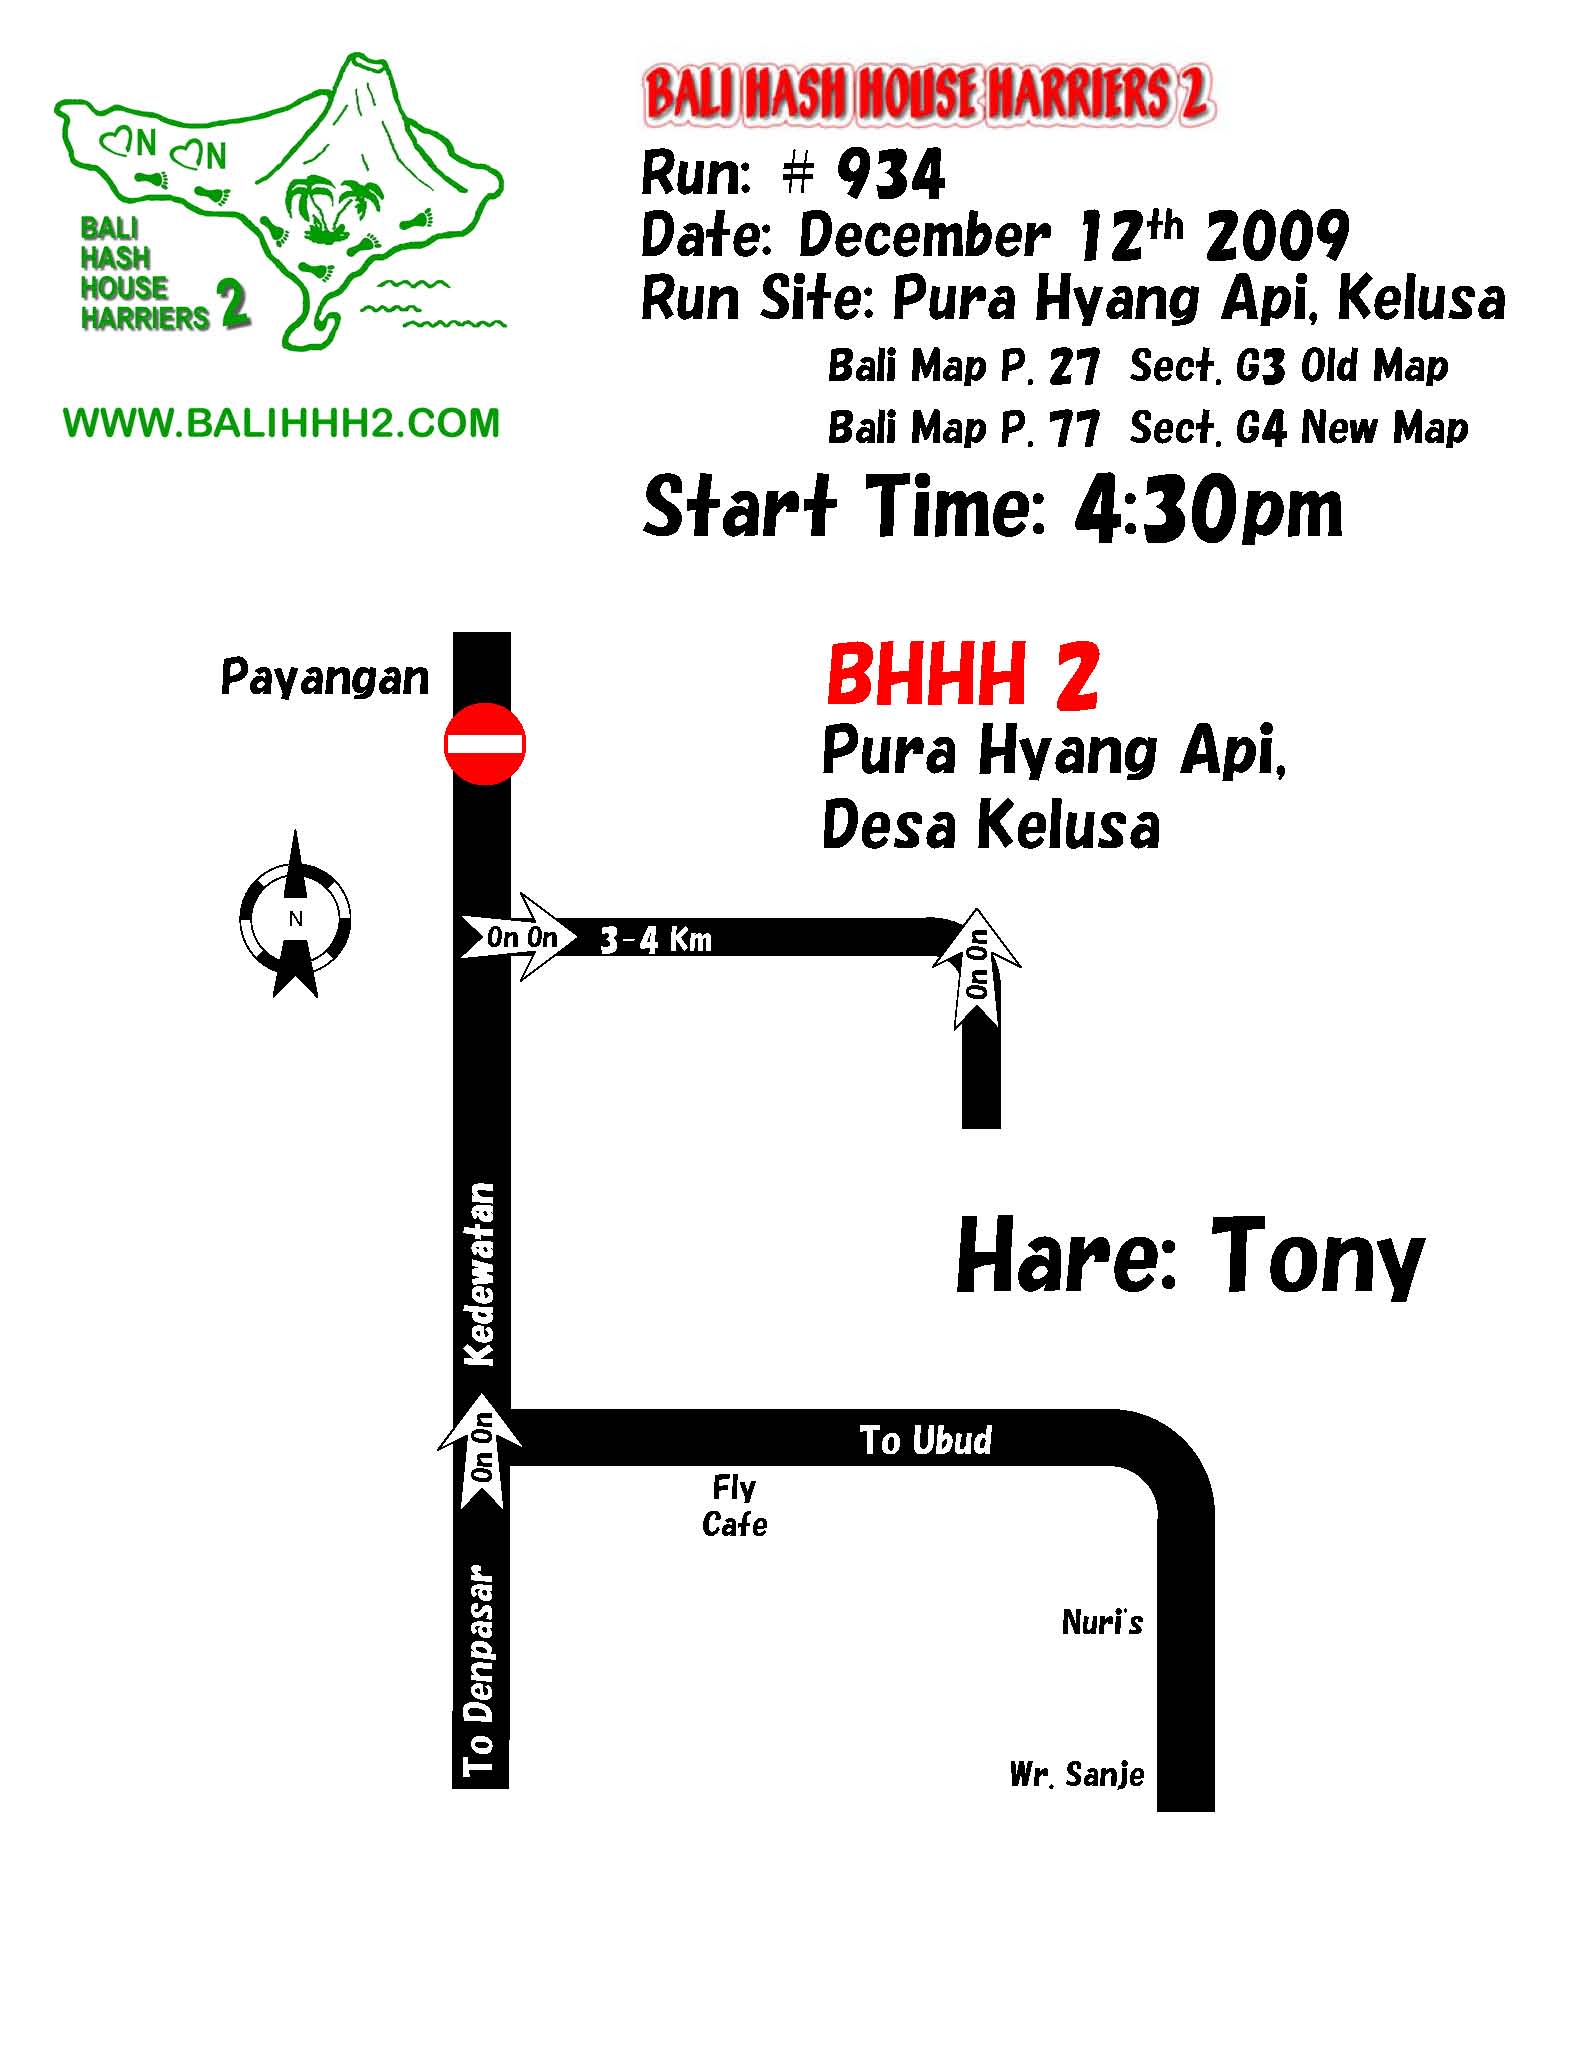 ON ON
BALI
HASH
HOUSE
HARRIERS 2
WWW.BALIHHH2.COM
BALI HASH HOUSE HARRIERS 2
Run: # 934
Date: December 12th 2009
Run Site: Pura Hyang Api, Kelusa
Bali Map P. 27 Sect. G3 Old Map
Bali Map P. 77 Sect. G4 New Map
Start Time: 4:30pm
Payangan
BHHH 2
Pura Hyang Api,
Desa Kelusa
N
On On
3-4 Km
On On
Kedewatan
Hare: Tony
On On
To Ubud
Fly
Cafe
To Denpasar
Nuri's
Wr. Sanje